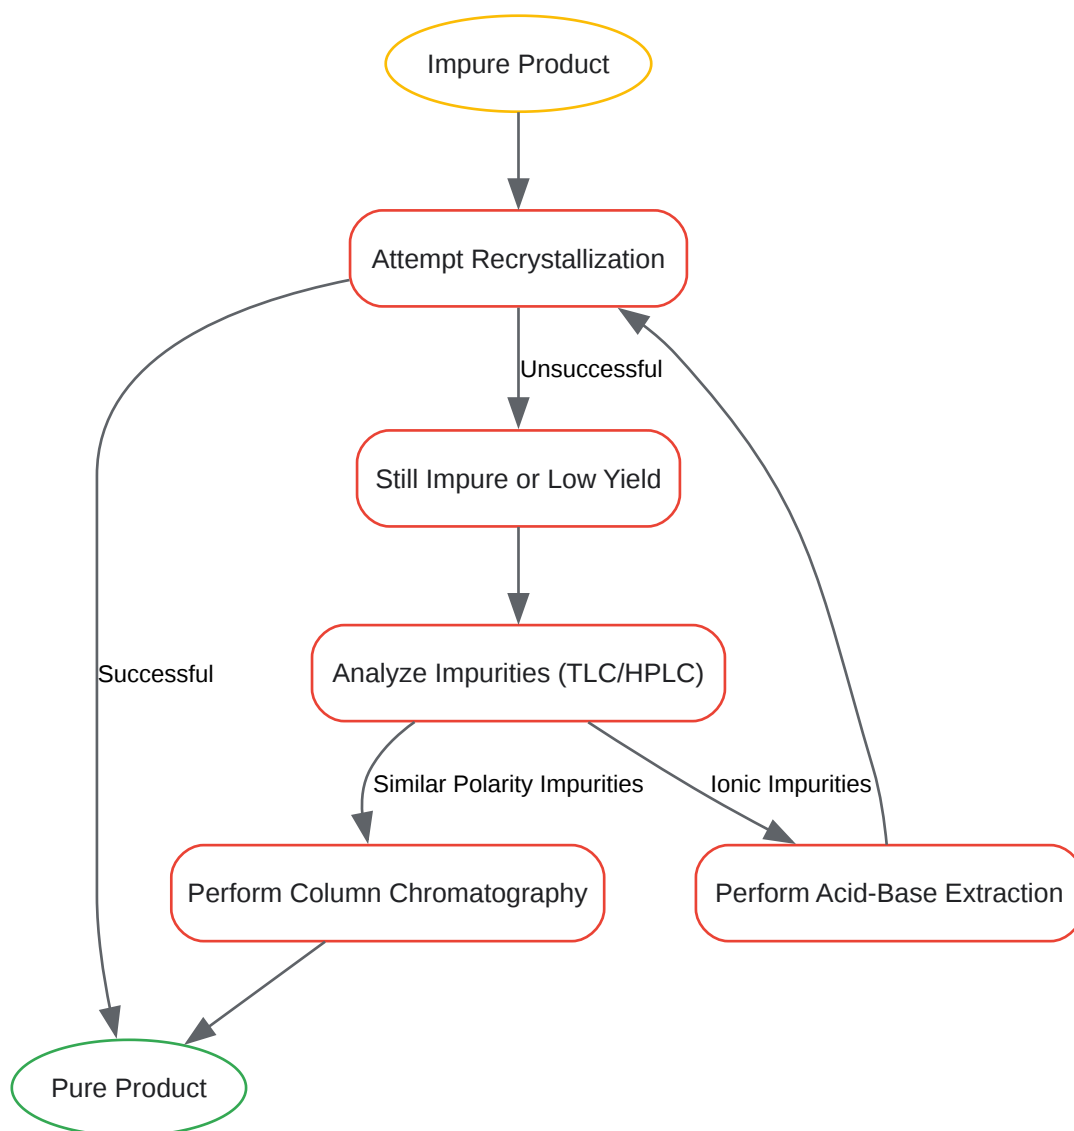 Impure Product
Attempt Recrystallization
Unsuccessful
Still Impure or Low Yield
Successful
Analyze Impurities (TLC/HPLC)
Similar Polarity Impurities
Ionic Impurities
Perform Column Chromatography
Perform Acid-Base Extraction
Pure Product